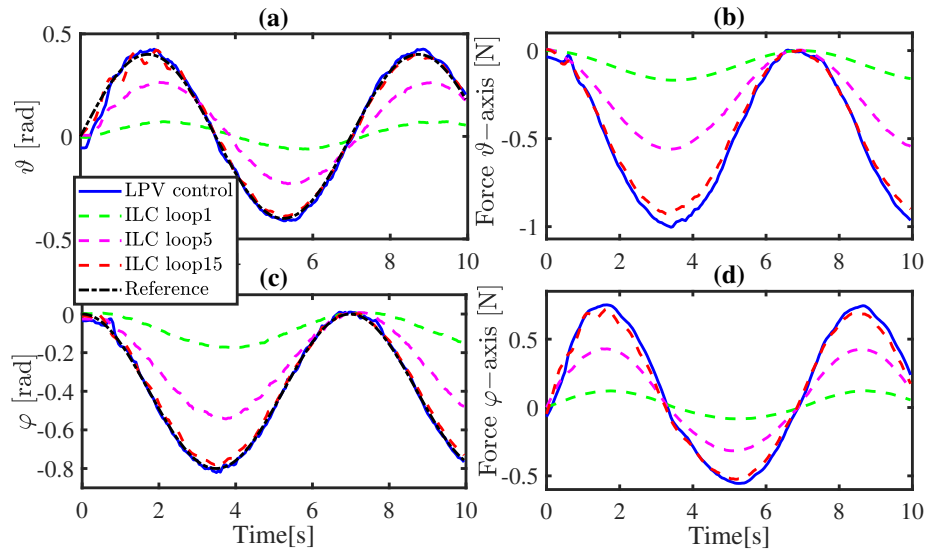 (a)
0.5
0
-0.5
ϑ [rad]
0 2 4 6 8 10
LPV control
ILC loop1
ILC loop5
ILC loop15
Reference
(b)
0
-0.5
-1
Force ϑ−axis [N]
0 2 4 6 8 10
(c)
0
-0.2
-0.4
-0.6
-0.8
φ [rad]
0 2 4 6 8 10
Time[s]
(d)
0.5
0
-0.5
Force φ−axis [N]
0 2 4 6 8 10
Time[s]